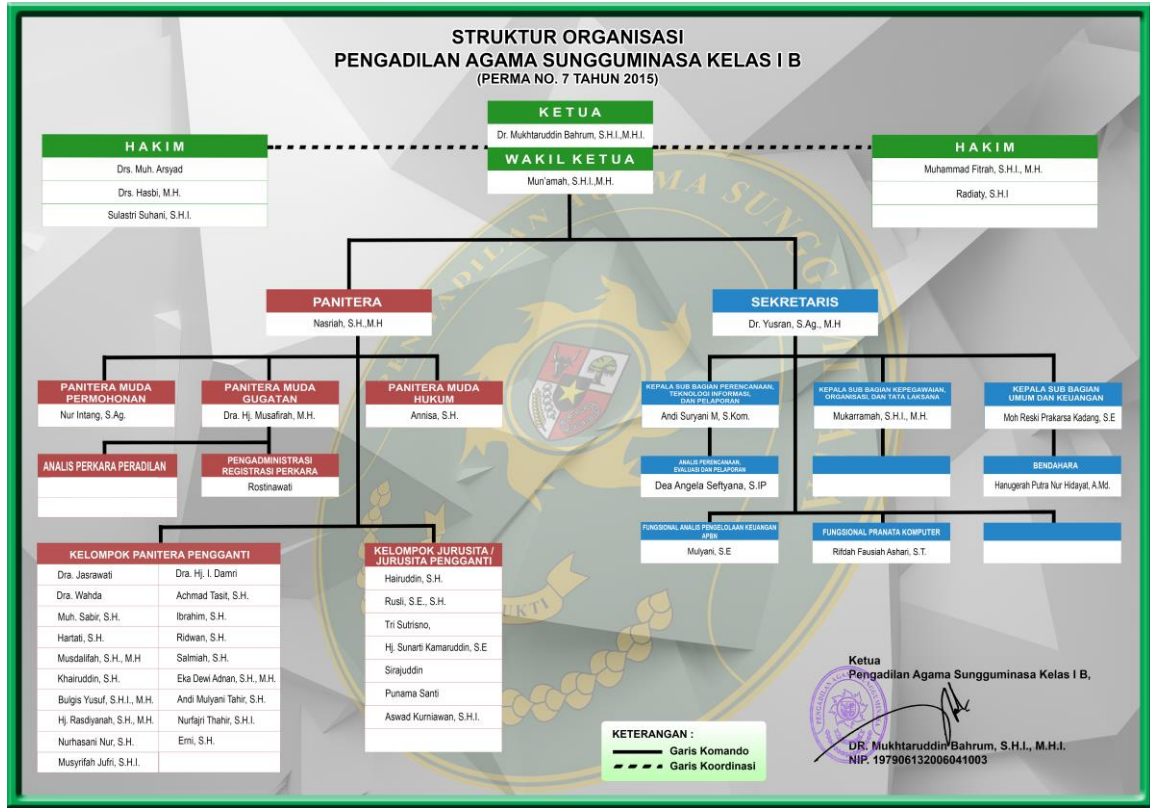 STRUKTUR ORGANISASI
PENGADILAN AGAMA SUNGGUMINASA KELAS I B
(PERMA NO. 7 TAHUN 2015)
KETUA
Dr. Mukhtaruddin Bahrum, S.H.I.,M.H.I.
WAKIL KETUA
Mun'amah, S.H.I.,M.H.
HAKIM
Drs. Muh. Arsyad
Drs. Hasbi, M.H.
Sulastri Suhani, S.H.I.
HAKIM
Muhammad Fitrah, S.H.I., M.H.
Radiaty, S.H.I
PANITERA
Nasriah, S.H.,M.H
SEKRETARIS
Dr. Yusran, S.Ag., M.H
PANITERA MUDA
PERMOHONAN
Nur Intang, S.Ag.
PANITERA MUDA
GUGATAN
Dra. Hj. Musafirah, M.H.
PANITERA MUDA
HUKUM
Annisa, S.H.
KEPALA SUB BAGIAN PERENCANAAN,
TEKNOLOGI INFORMASI,
DAN PELAPORAN
Andi Suryani M, S.Kom.
KEPALA SUB BAGIAN KEPEGAWAIAN,
ORGANISASI, DAN TATA LAKSANA
Mukarramah, S.H.I., M.H.
KEPALA SUB BAGIAN
UMUM DAN KEUANGAN
Moh Reski Prakarsa Kadang, S.E
ANALIS PERKARA PERADILAN
PENGADMINISTRASI
REGISTRASI PERKARA
Rostinawati
ANALIS PERENCANAAN,
EVALUASI DAN PELAPORAN
Dea Angela Seftyana, S.IP
BENDAHARA
Hanugerah Putra Nur Hidayat, A.Md.
FUNGSIONAL ANALIS PENGELOLAAN KEUANGAN
APBN
Mulyani, S.E
FUNGSIONAL PRANATA KOMPUTER
Rifdah Fausiah Ashari, S.T.
KELOMPOK PANITERA PENGGANTI
Dra. Jasrawati
Dra. Hj. I. Damri
Dra. Wahda
Achmad Tasit, S.H.
Muh. Sabir, S.H.
Ibrahim, S.H.
Hartati, S.H.
Ridwan, S.H.
Musdalifah, S.H., M.H
Salmiah, S.H.
Khairuddin, S.H.
Eka Dewi Adnan, S.H., M.H.
Bulgis Yusuf, S.H.I., M.H.
Andi Mulyani Tahir, S.H.
Hj. Rasdiyanah, S.H., M.H.
Nurfajri Thahir, S.H.I.
Nurhasani Nur, S.H.
Erni, S.H.
Musyrifah Jufri, S.H.I.
KELOMPOK JURUSITA /
JURUSITA PENGGANTI
Hairuddin, S.H.
Rusli, S.E., S.H.
Tri Sutrisno,
Hj. Sunarti Kamaruddin, S.E
Sirajuddin
Punama Santi
Aswad Kurniawan, S.H.I.
KETERANGAN :
Garis Komando
Garis Koordinasi
Ketua
Pengadilan Agama Sungguminasa Kelas I B,
DR. Mukhtaruddin Bahrum, S.H.I., M.H.I.
NIP. 197906132006041003